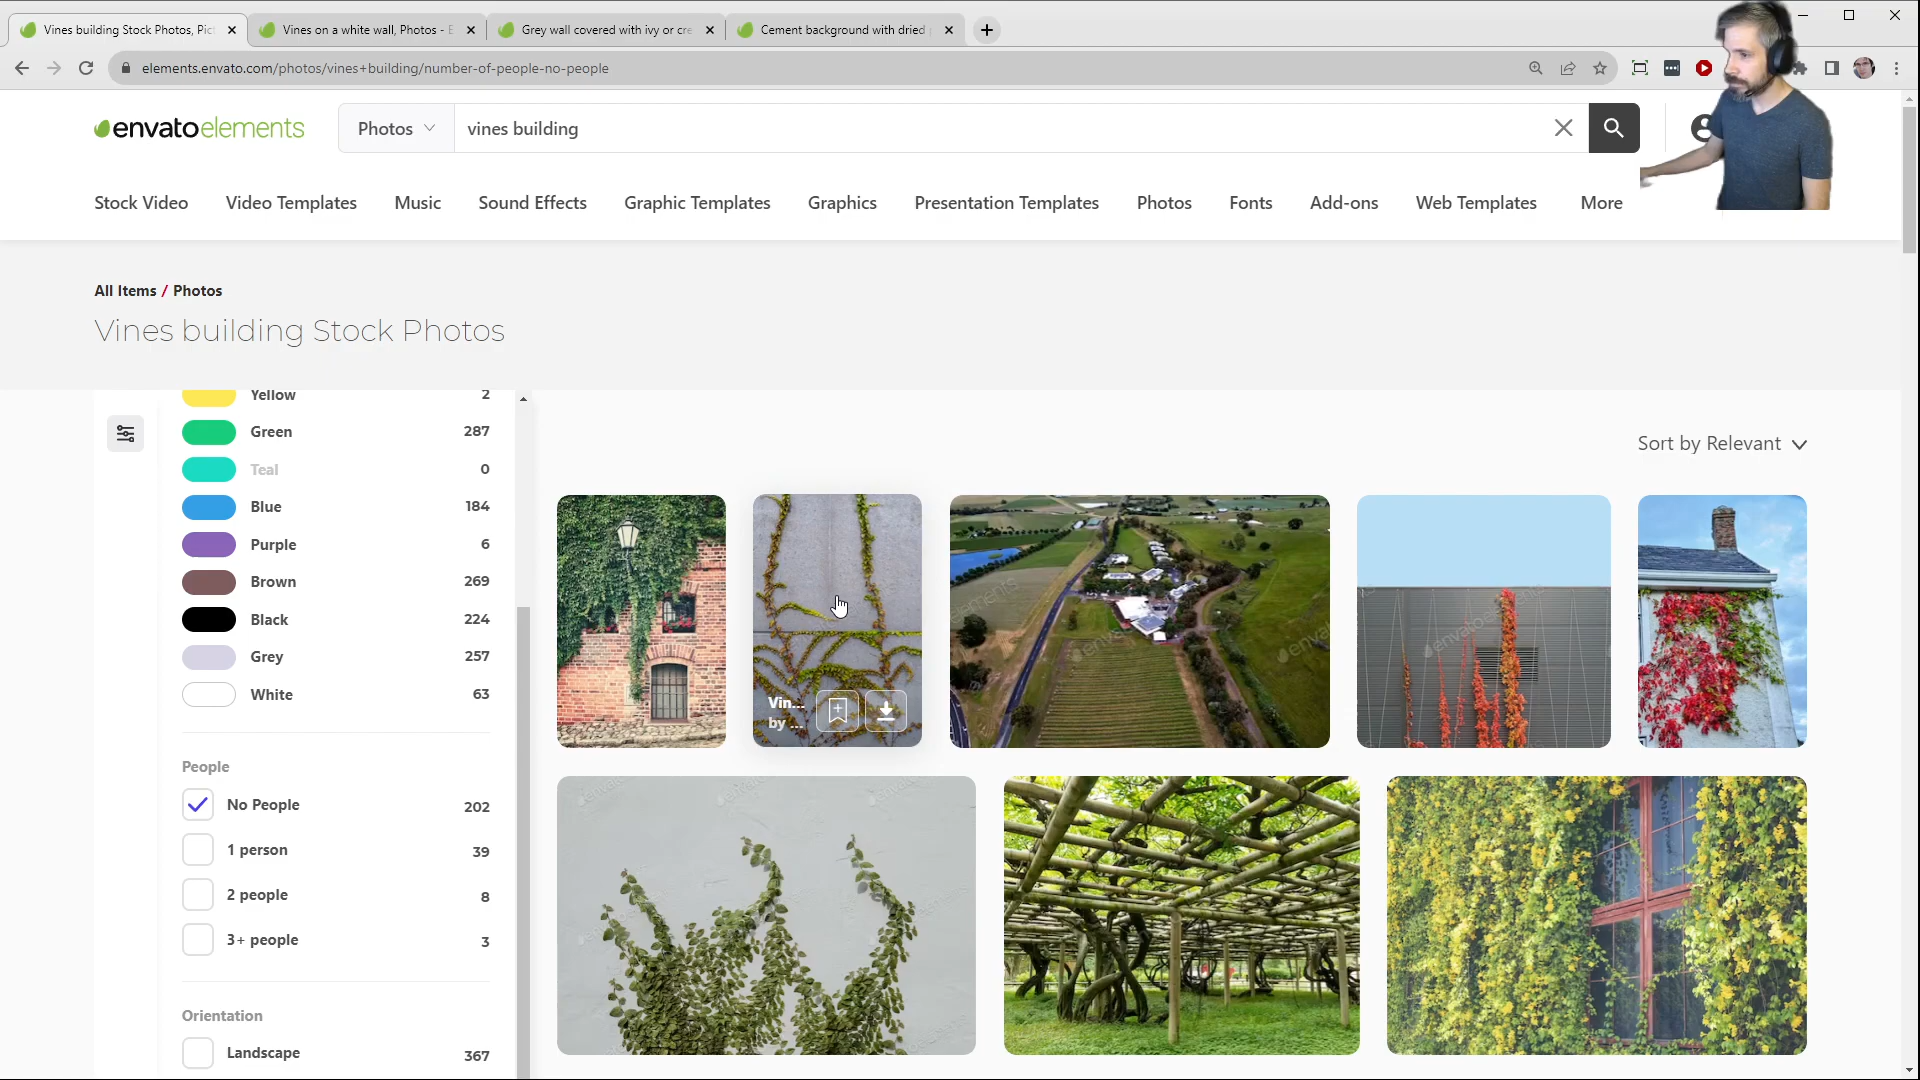 Vines building Stock Photos, Pic
Vines on a white wall, Photos - E
Grey wall covered with ivy or cre
Cement background with dried
elements.envato.com/photos/vines+building/number-of-people-no-people
envatoelements
Photos
vines building
Stock Video
Video Templates
Music
Sound Effects
Graphic Templates
Graphics
Presentation Templates
Photos
Fonts
Add-ons
Web Templates
More
All Items / Photos
Vines building Stock Photos
Yellow 2
Green 287
Teal 0
Blue 184
Purple 6
Brown 269
Black 224
Grey 257
White 63
People
No People 202
1 person 39
2 people 8
3+ people 3
Orientation
Landscape 367
Sort by Relevant
Vin...
by ...